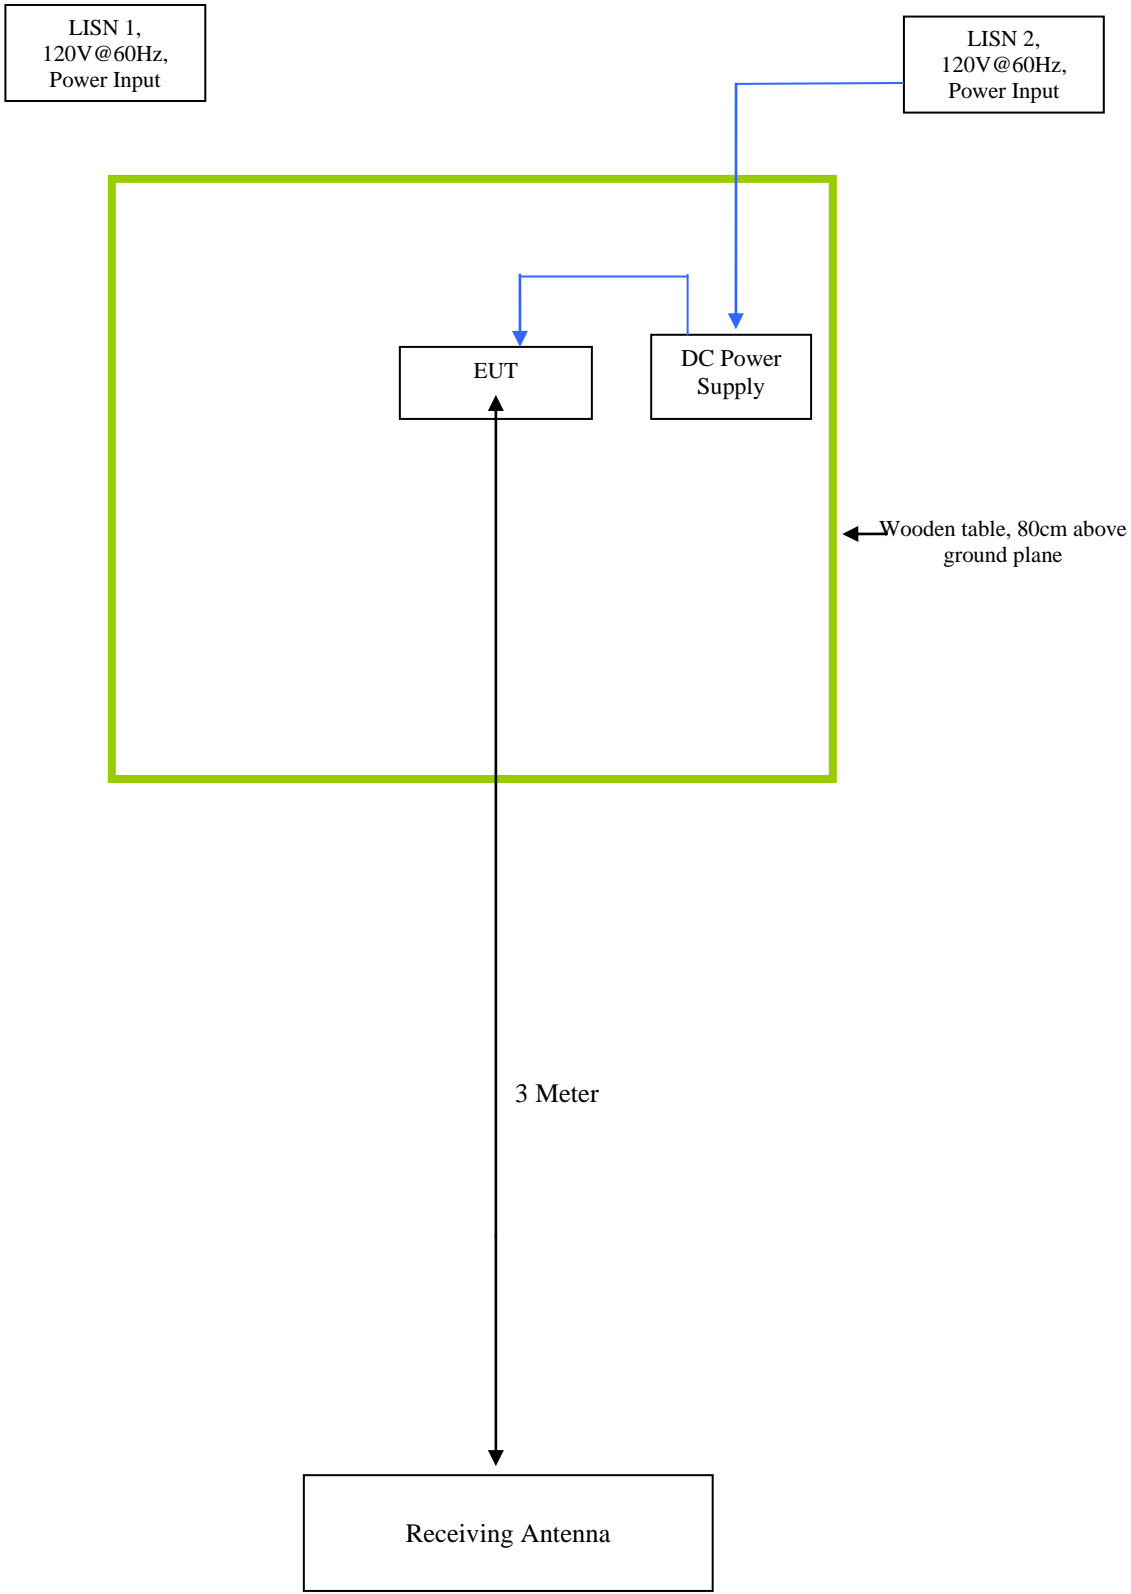 LISN 1,
120V@60Hz,
Power Input
LISN 2,
120V@60Hz,
Power Input
EUT
DC Power
Supply
Wooden table, 80cm above
ground plane
3 Meter
Receiving Antenna